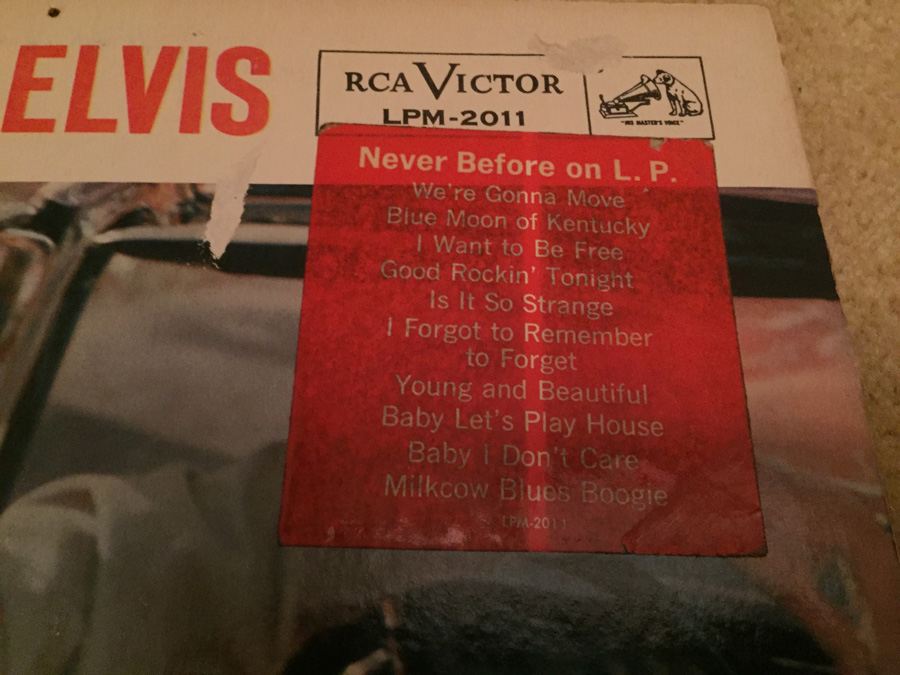 ELVIS
RCA VICTOR
LPM-2011
"HIS MASTER'S VOICE"
Never Before on L. P.
We're Gonna Move
Blue Moon of Kentucky
I Want to Be Free
Good Rockin' Tonight
Is It So Strange
I Forgot to Remember
to Forget
Young and Beautiful
Baby Let's Play House
Baby I Don't Care
Milkcow Blues Boogie
LPM-2011